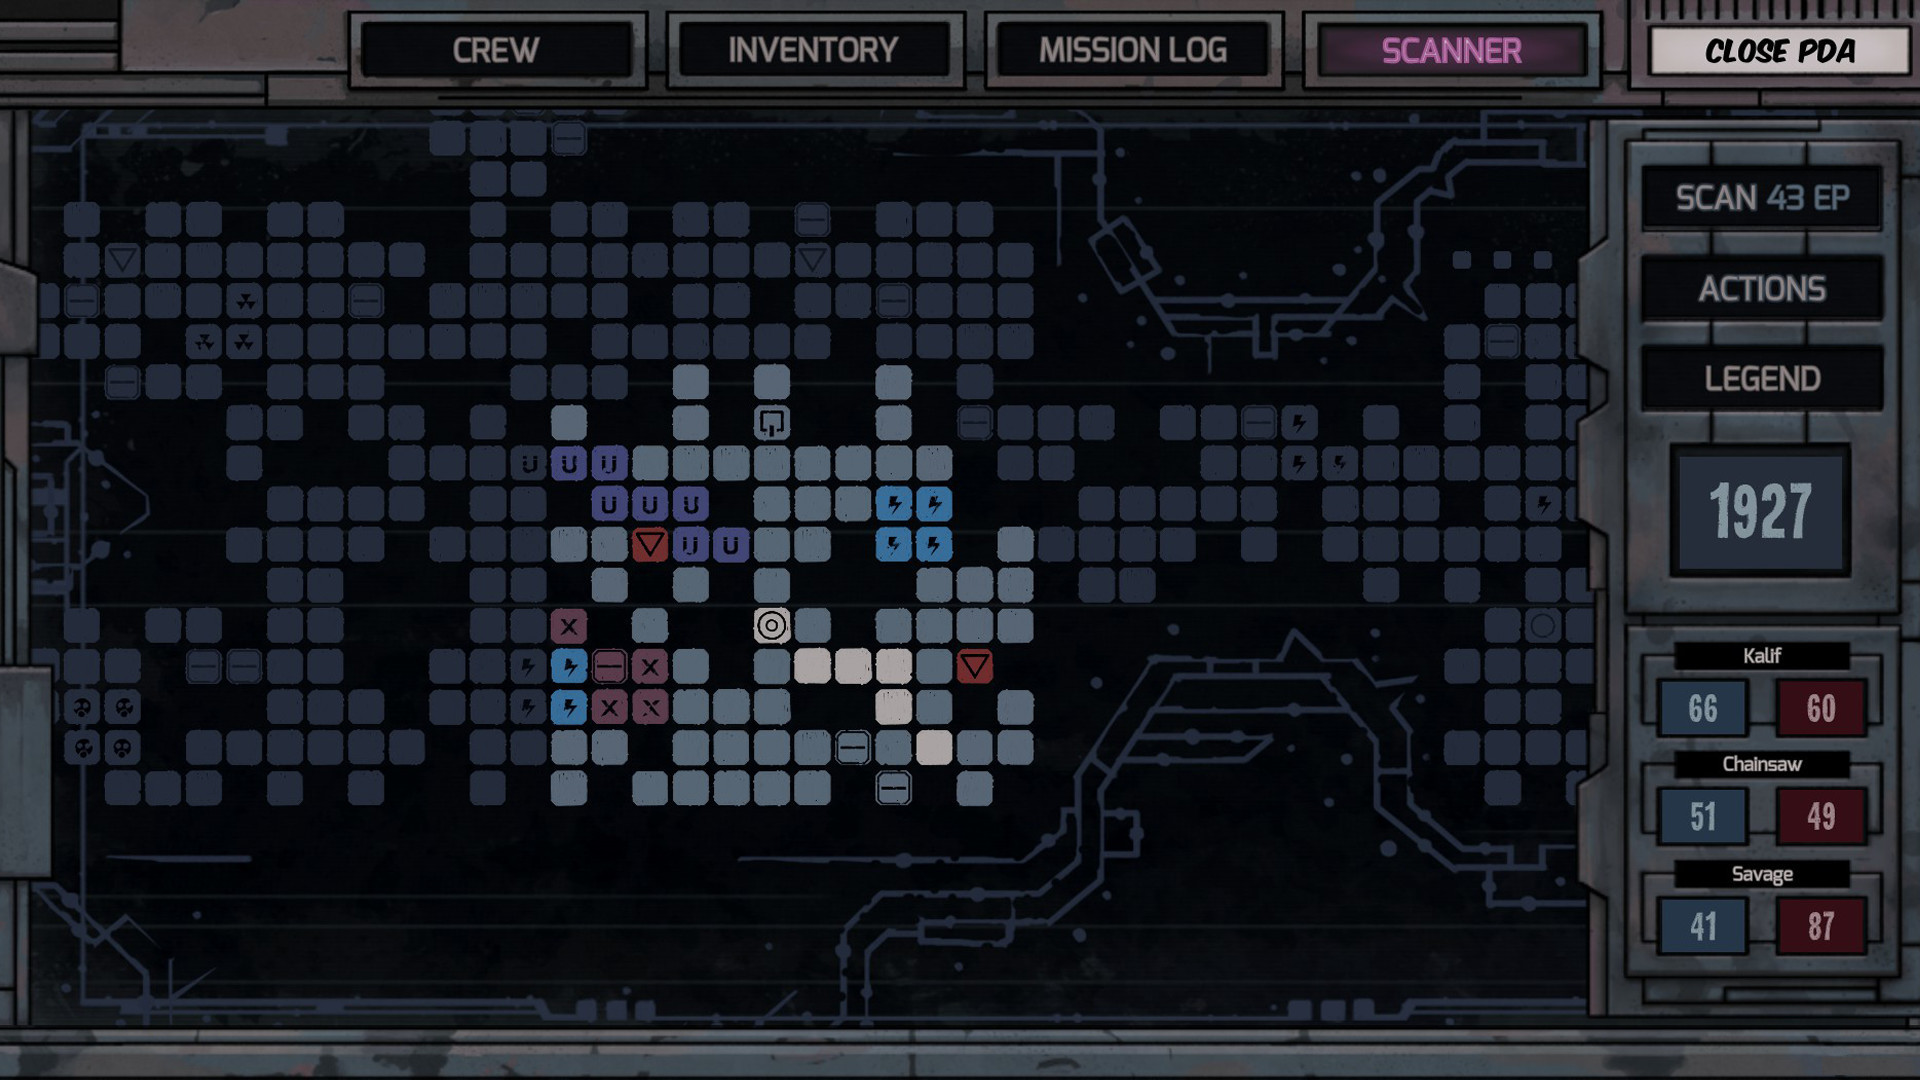 CREW
INVENTORY
MISSION LOG
SCANNER
CLOSE PDA
SCAN 43 EP
ACTIONS
LEGEND
1927
Kalif
66 60
Chainsaw
51 49
Savage
41 87